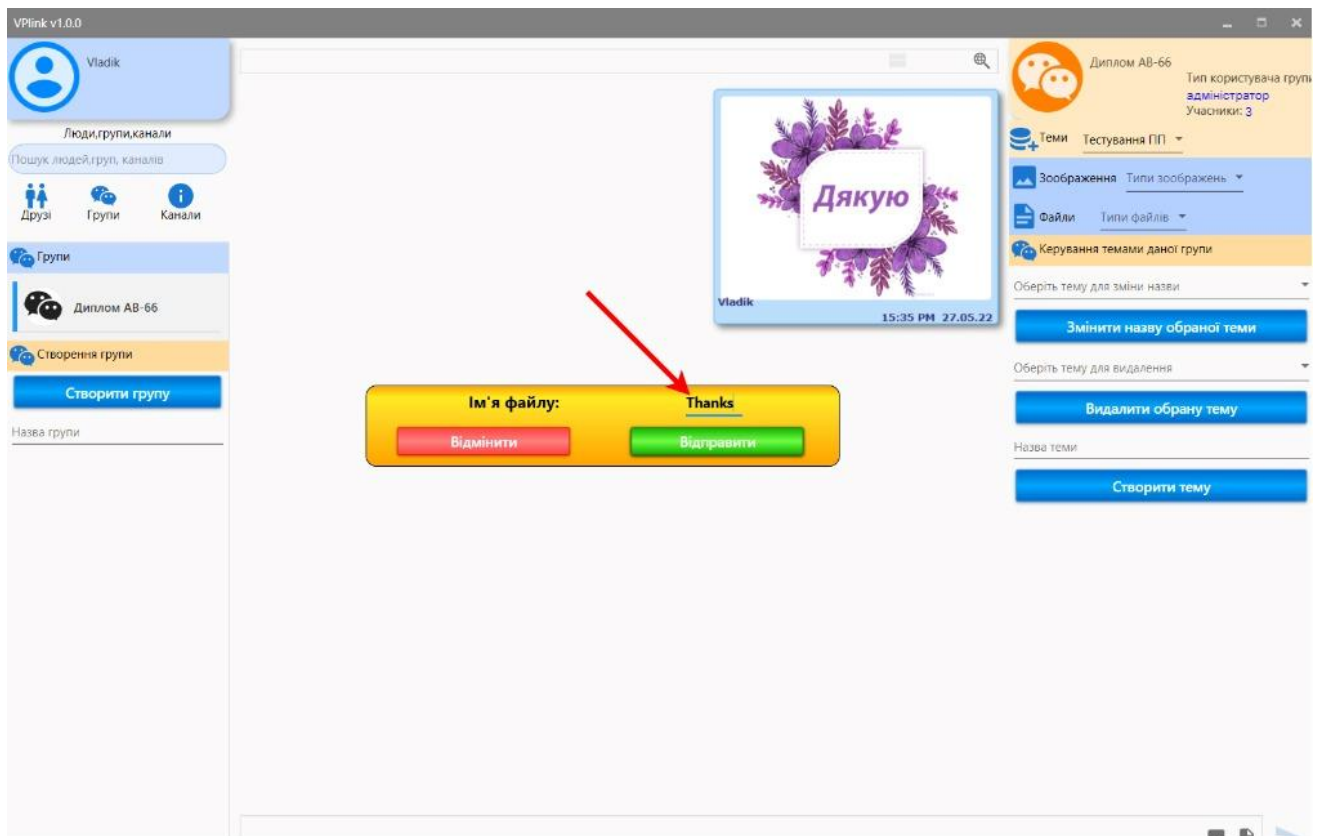 VPlink v1.0.0
Vladik
Люди,групи,канали
Пошук людей,груп, каналів
Друзі Групи Канали
Групи
Диплом АВ-66
Створення групи
Створити групу
Назва групи
Дякую
Vladik
15:35 PM 27.05.22
Ім'я файлу: Thanks
Відмінити Відправити
Диплом АВ-66
Тип користувача групи
адміністратор
Учасники: 3
Теми Тестування ПП
Зоображення Типи зоображень
Файли Типи файлів
Керування темами даної групи
Оберіть тему для зміни назви
Змінити назву обраної теми
Оберіть тему для видалення
Видалити обрану тему
Назва теми
Створити тему